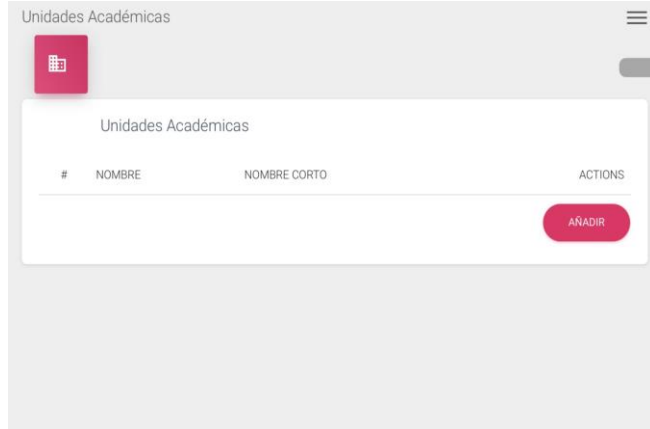 Unidades Académicas
Unidades Académicas
# NOMBRE NOMBRE CORTO ACTIONS
AÑADIR